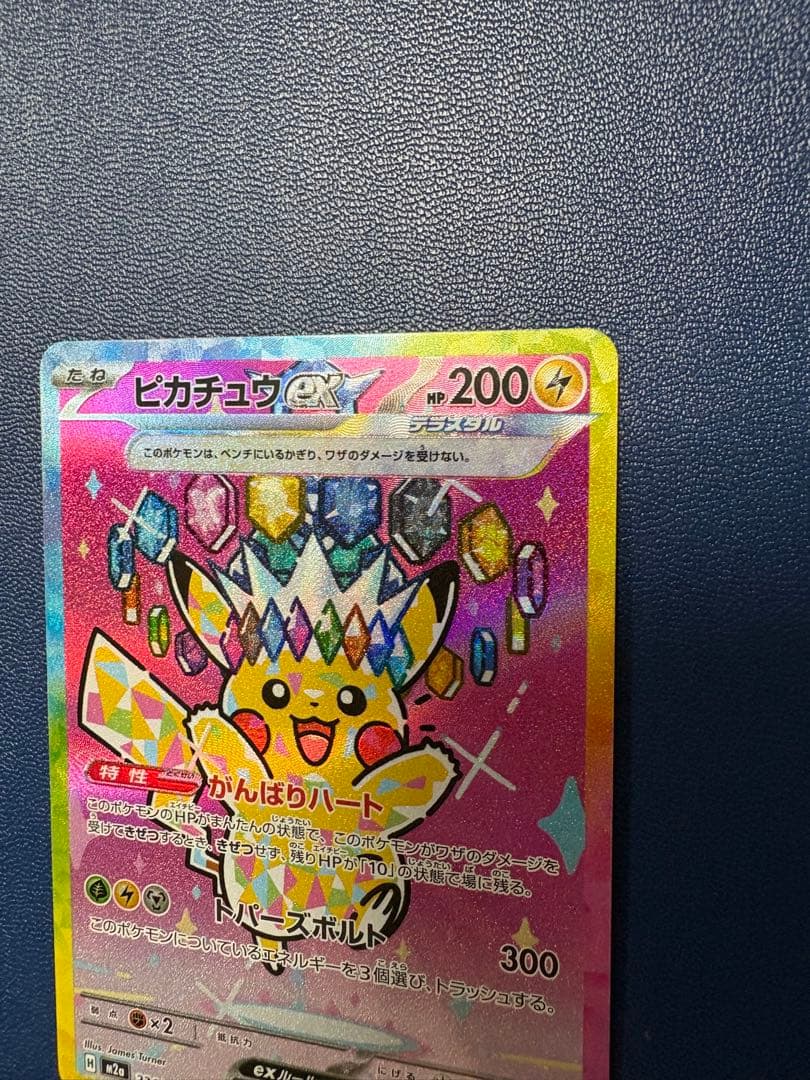 たね ピカチュウex HP 200
テラスタル
このポケモンは、ベンチにいるかぎり、ワザのダメージを受けない。
特性 とくせい がんばりハート
このポケモンのHPがまんたんの状態で、このポケモンがワザのダメージを
受けてきぜつするとき、きぜつせず、残りHPが「10」の状態で場に残る。
トパーズボルト 300
このポケモンについているエネルギーを3個選び、トラッシュする。
弱点 ×2 抵抗力 にげる
Illus. James Turner
H M2a exルール